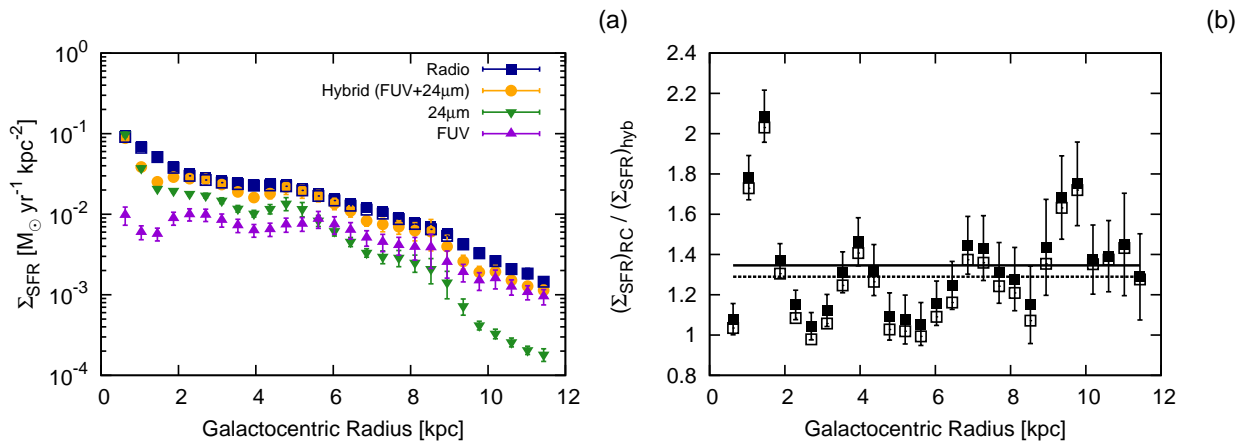 (a)
Σ_SFR [M_⊙ yr^-1 kpc^-2]
10^0
10^-1
10^-2
10^-3
10^-4
Radio
Hybrid (FUV+24μm)
24μm
FUV
0 2 4 6 8 10 12
Galactocentric Radius [kpc]
(b)
(Σ_SFR)_RC / (Σ_SFR)_hyb
2.4
2.2
2
1.8
1.6
1.4
1.2
1
0.8
0 2 4 6 8 10 12
Galactocentric Radius [kpc]